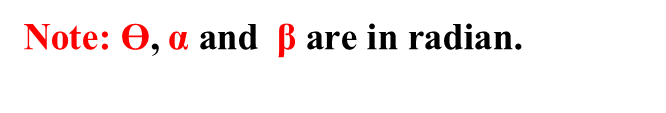 Note: Ɵ, α and β are in radian.